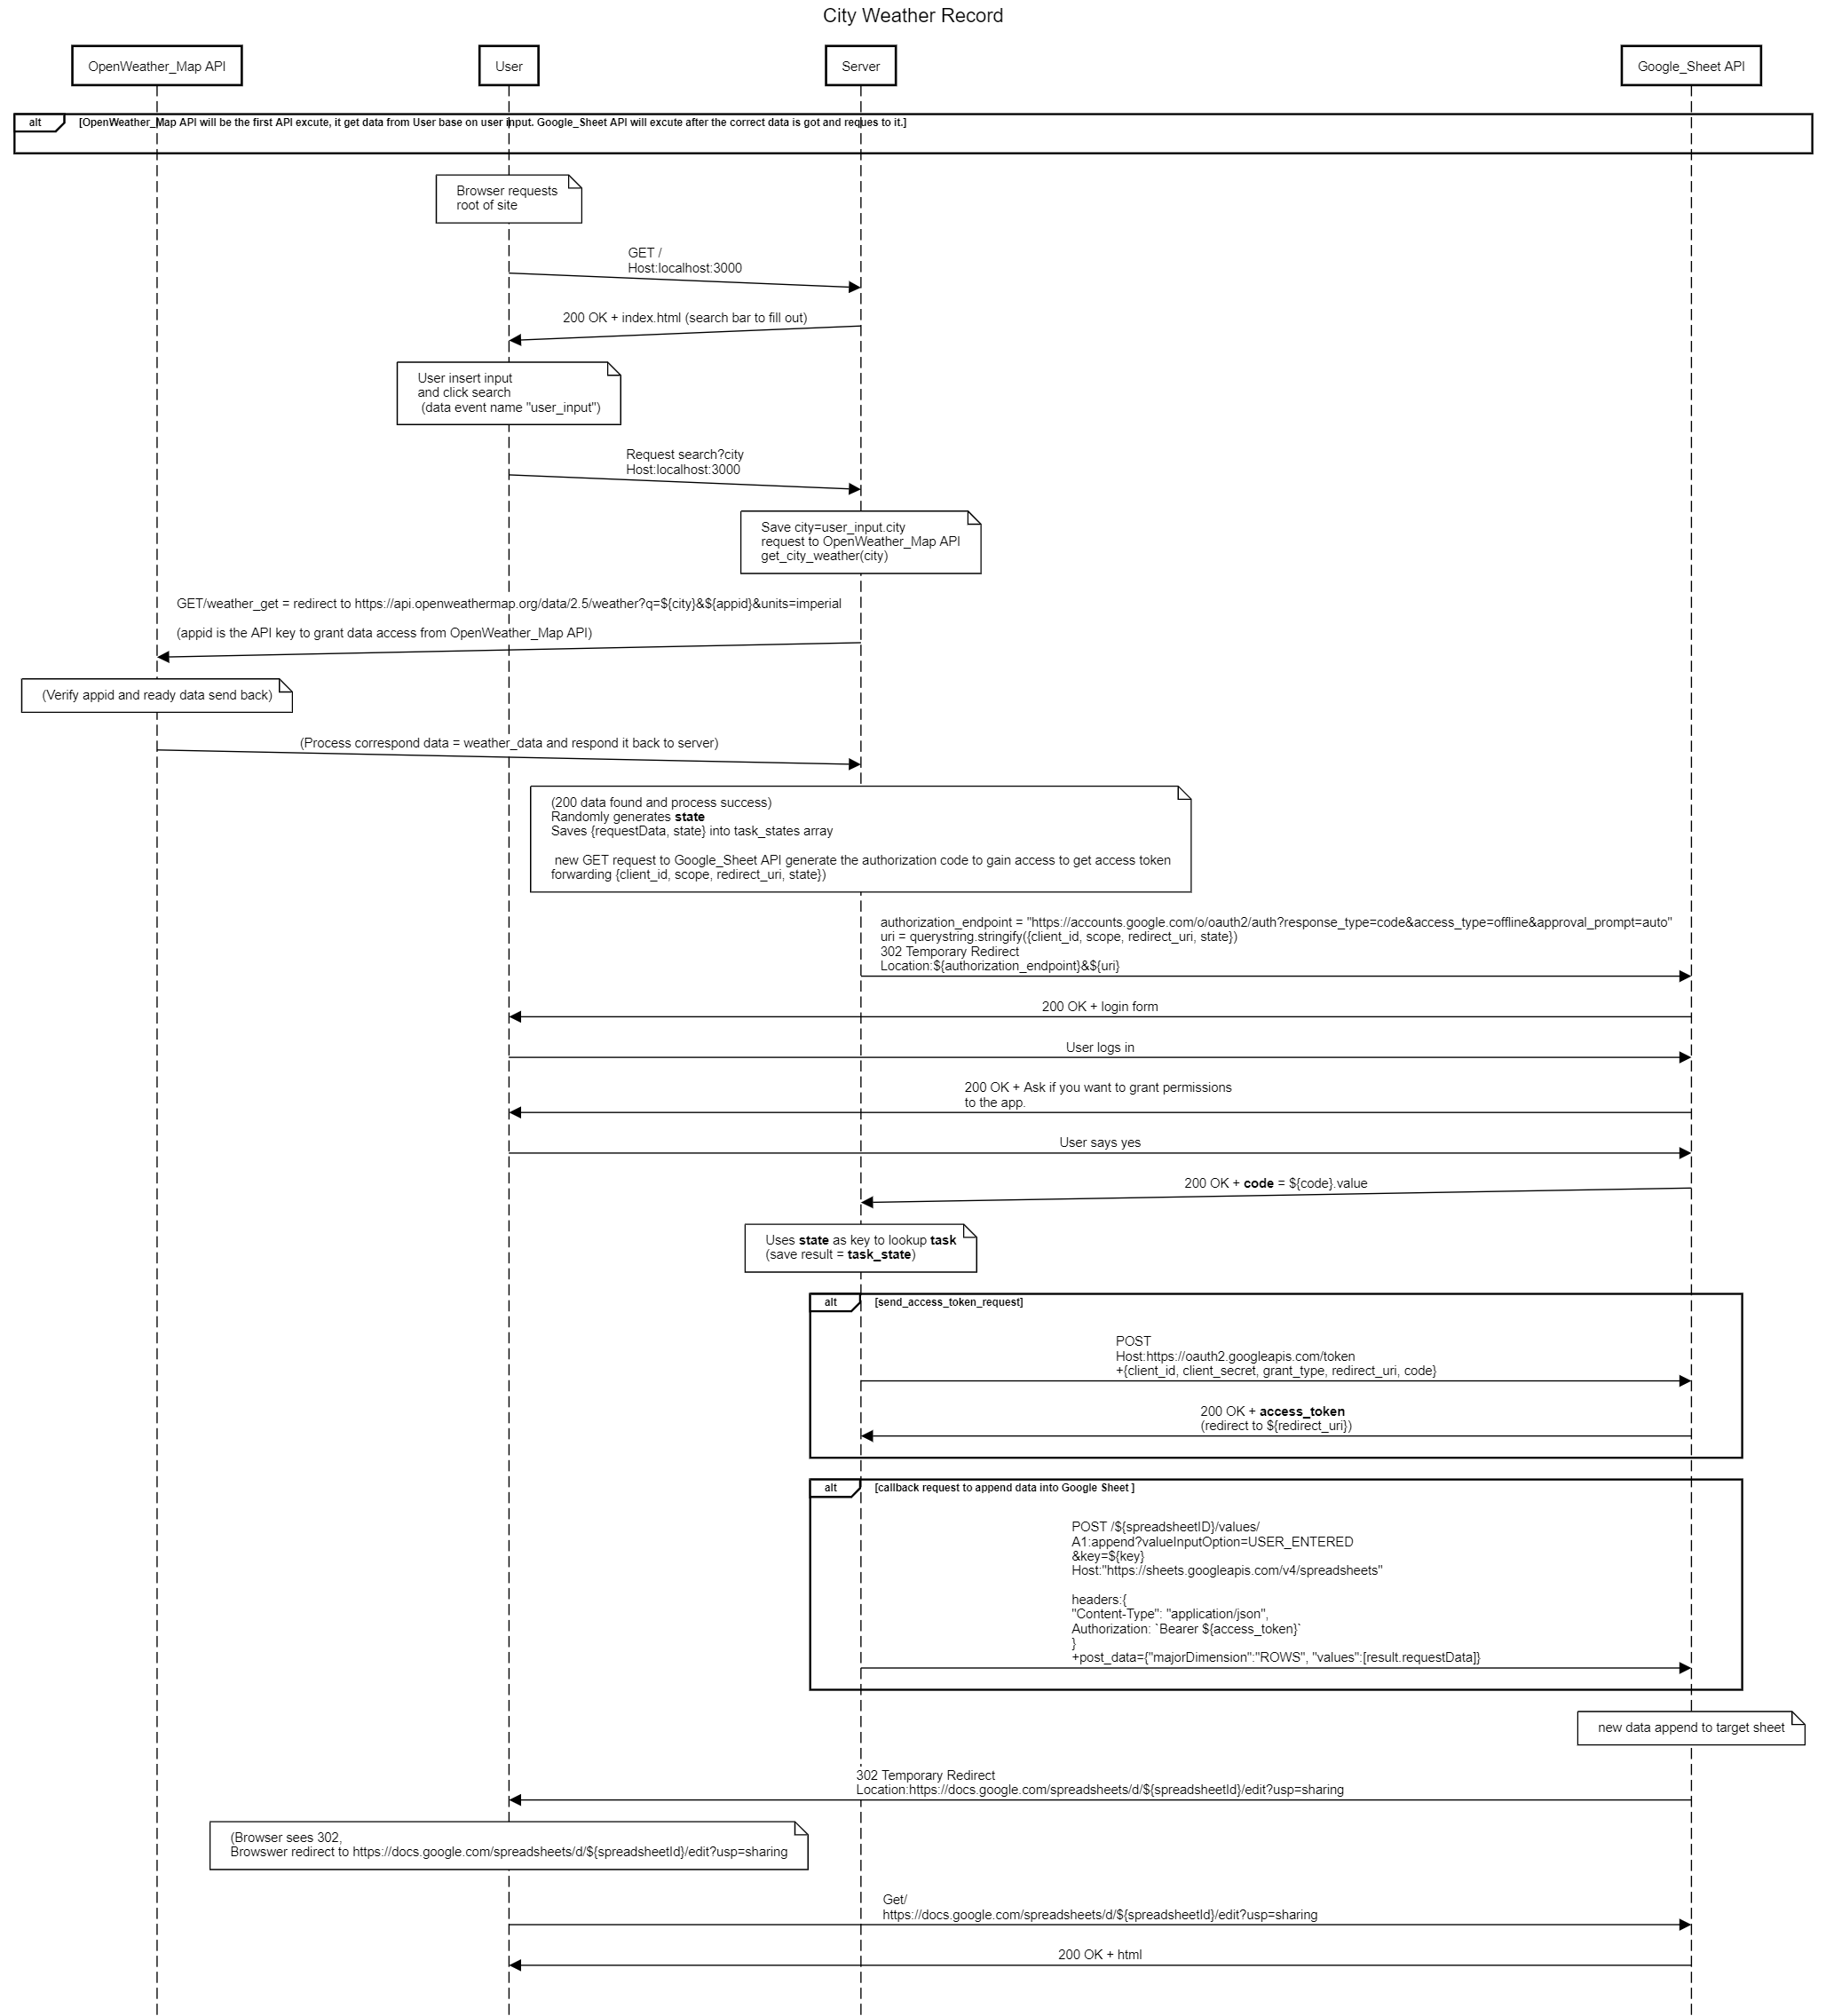 City Weather Record
OpenWeather_Map API
User
Server
Google_Sheet API
alt
[OpenWeather_Map API will be the first API excute, it get data from User base on user input. Google_Sheet API will excute after the correct data is got and reques to it.]
Browser requests
root of site
GET /
Host:localhost:3000
200 OK + index.html (search bar to fill out)
User insert input
and click search
(data event name "user_input")
Request search?city
Host:localhost:3000
Save city=user_input.city
request to OpenWeather_Map API
get_city_weather(city)
GET/weather_get = redirect to https://api.openweathermap.org/data/2.5/weather?q=${city}&${appid}&units=imperial
(appid is the API key to grant data access from OpenWeather_Map API)
(Verify appid and ready data send back)
(Process correspond data = weather_data and respond it back to server)
(200 data found and process success)
Randomly generates state
Saves {requestData, state} into task_states array
new GET request to Google_Sheet API generate the authorization code to gain access to get access token
forwarding {client_id, scope, redirect_uri, state})
authorization_endpoint = "https://accounts.google.com/o/oauth2/auth?response_type=code&access_type=offline&approval_prompt=auto"
uri = querystring.stringify({client_id, scope, redirect_uri, state})
302 Temporary Redirect
Location:${authorization_endpoint}&${uri}
200 OK + login form
User logs in
200 OK + Ask if you want to grant permissions
to the app.
User says yes
200 OK + code = ${code}.value
Uses state as key to lookup task
(save result = task_state)
alt
[send_access_token_request]
POST
Host:https://oauth2.googleapis.com/token
+{client_id, client_secret, grant_type, redirect_uri, code}
200 OK + access_token
(redirect to ${redirect_uri})
alt
[callback request to append data into Google Sheet ]
POST /${spreadsheetID}/values/
A1:append?valueInputOption=USER_ENTERED
&key=${key}
Host:"https://sheets.googleapis.com/v4/spreadsheets"
headers:{
"Content-Type": "application/json",
Authorization: `Bearer ${access_token}`
}
+post_data={"majorDimension":"ROWS", "values":[result.requestData]}
new data append to target sheet
302 Temporary Redirect
Location:https://docs.google.com/spreadsheets/d/${spreadsheetId}/edit?usp=sharing
(Browser sees 302,
Browswer redirect to https://docs.google.com/spreadsheets/d/${spreadsheetId}/edit?usp=sharing
Get/
https://docs.google.com/spreadsheets/d/${spreadsheetId}/edit?usp=sharing
200 OK + html